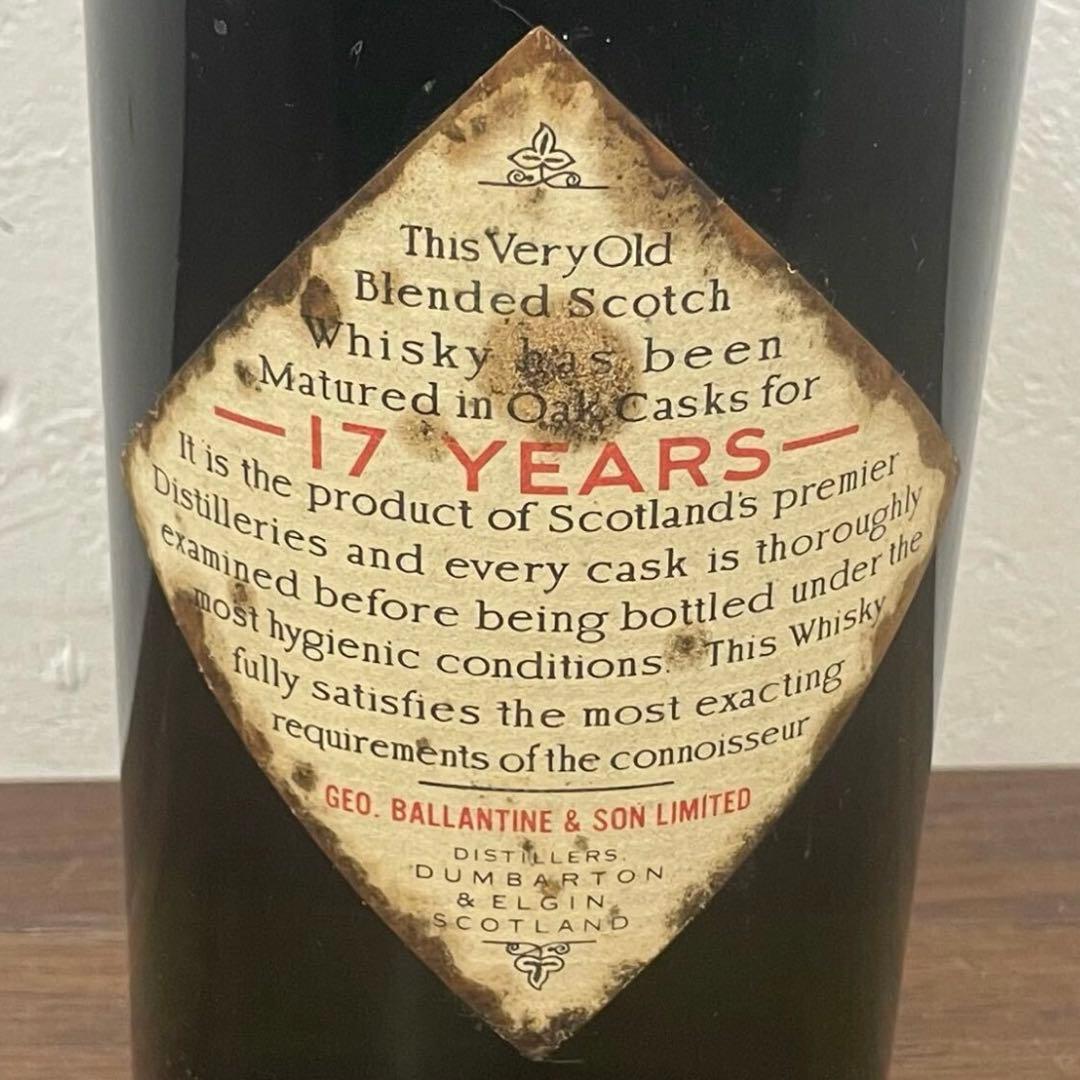 This Very Old
Blended Scotch
Whisky has been
Matured in Oak Casks for
— 17 YEARS —
It is the product of Scotland's premier
Distilleries and every cask is thoroughly
examined before being bottled under the
most hygienic conditions. This Whisky
fully satisfies the most exacting
requirements of the connoisseur
GEO. BALLANTINE & SON LIMITED
DISTILLERS.
DUMBARTON
& ELGIN
SCOTLAND